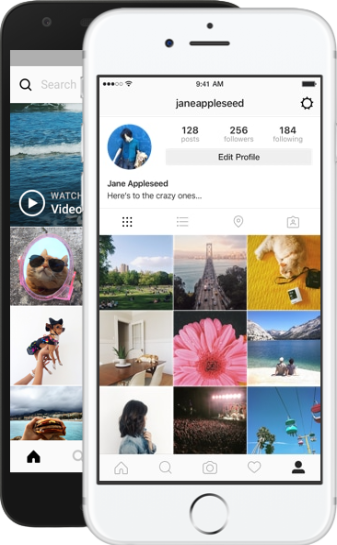 Search
WATCH
Video
9:41 AM
janeappleseed
128
posts
256
followers
184
following
Edit Profile
Jane Appleseed
Here's to the crazy ones...